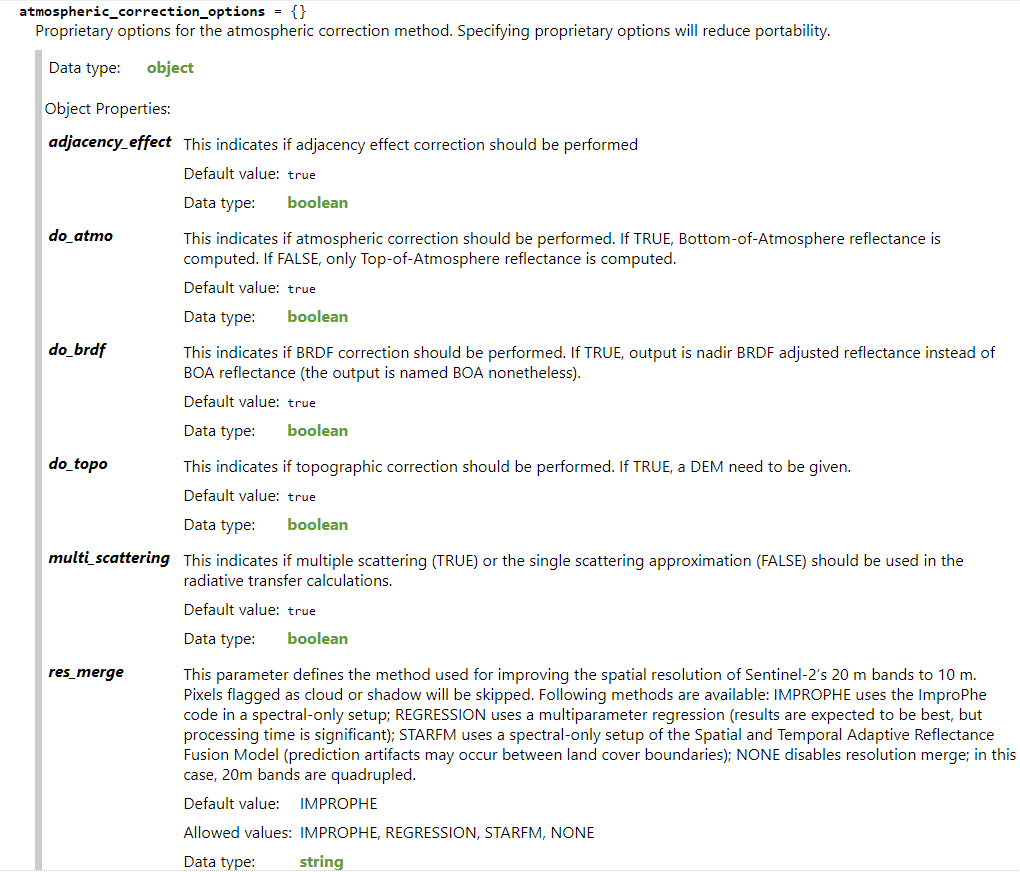 atmospheric_correction_options = {}
Proprietary options for the atmospheric correction method. Specifying proprietary options will reduce portability.
Data type: object
Object Properties:
adjacency_effect This indicates if adjacency effect correction should be performed
Default value: true
Data type: boolean
do_atmo This indicates if atmospheric correction should be performed. If TRUE, Bottom-of-Atmosphere reflectance is
computed. If FALSE, only Top-of-Atmosphere reflectance is computed.
Default value: true
Data type: boolean
do_brdf This indicates if BRDF correction should be performed. If TRUE, output is nadir BRDF adjusted reflectance instead of
BOA reflectance (the output is named BOA nonetheless).
Default value: true
Data type: boolean
do_topo This indicates if topographic correction should be performed. If TRUE, a DEM need to be given.
Default value: true
Data type: boolean
multi_scattering This indicates if multiple scattering (TRUE) or the single scattering approximation (FALSE) should be used in the
radiative transfer calculations.
Default value: true
Data type: boolean
res_merge This parameter defines the method used for improving the spatial resolution of Sentinel-2's 20 m bands to 10 m.
Pixels flagged as cloud or shadow will be skipped. Following methods are available: IMPROPHE uses the ImproPhe
code in a spectral-only setup; REGRESSION uses a multiparameter regression (results are expected to be best, but
processing time is significant); STARFM uses a spectral-only setup of the Spatial and Temporal Adaptive Reflectance
Fusion Model (prediction artifacts may occur between land cover boundaries); NONE disables resolution merge; in this
case, 20m bands are quadrupled.
Default value: IMPROPHE
Allowed values: IMPROPHE, REGRESSION, STARFM, NONE
Data type: string